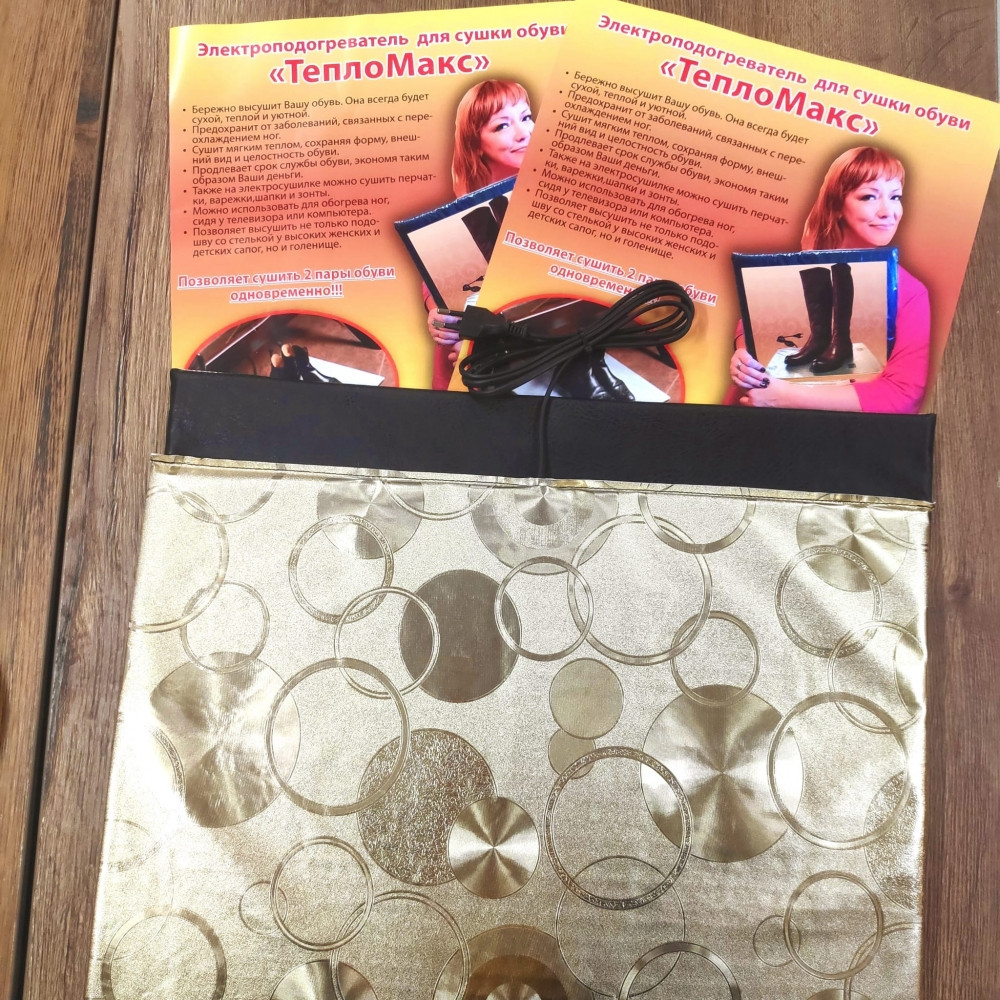 Электроподогреватель для сушки обуви
«ТеплоМакс»
• Бережно высушит Вашу обувь. Она всегда будет
сухой, теплой и уютной.
• Предохранит от заболеваний, связанных с пере-
охлаждением ног.
• Сушит мягким теплом, сохраняя форму, внеш-
ний вид и целостность обуви.
• Продлевает срок службы обуви, экономя таким
образом Ваши деньги.
• Также на электросушилке можно сушить перчат-
ки, варежки,шапки и зонты.
• Можно использовать для обогрева ног,
сидя у телевизора или компьютера.
• Позволяет высушить не только подо-
шву со стелькой у высоких женских и
детских сапог, но и голенище.
Позволяет сушить 2 пары обуви
одновременно!!!
Электроподогреватель для сушки обуви
«ТеплоМакс»
• Бережно высушит Вашу обувь. Она всегда будет
сухой, теплой и уютной.
• Предохранит от заболеваний, связанных с пере-
охлаждением ног.
• Сушит мягким теплом, сохраняя форму, внеш-
ний вид и целостность обуви.
• Продлевает срок службы обуви, экономя таким
образом Ваши деньги.
• Также на электросушилке можно сушить перчат-
ки, варежки,шапки и зонты.
• Можно использовать для обогрева ног,
сидя у телевизора или компьютера.
• Позволяет высушить не только подо-
шву со стелькой у высоких женских и
детских сапог, но и голенище.
Позволяет сушить 2 пары обуви
одновремен